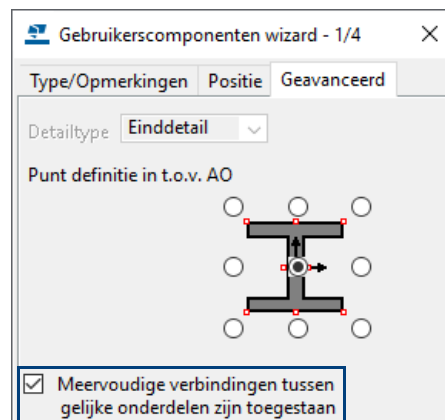 Gebruikerscomponenten wizard - 1/4
Type/Opmerkingen Positie Geavanceerd
Detailtype Einddetail
Punt definitie in t.o.v. AO
Meervoudige verbindingen tussen
gelijke onderdelen zijn toegestaan